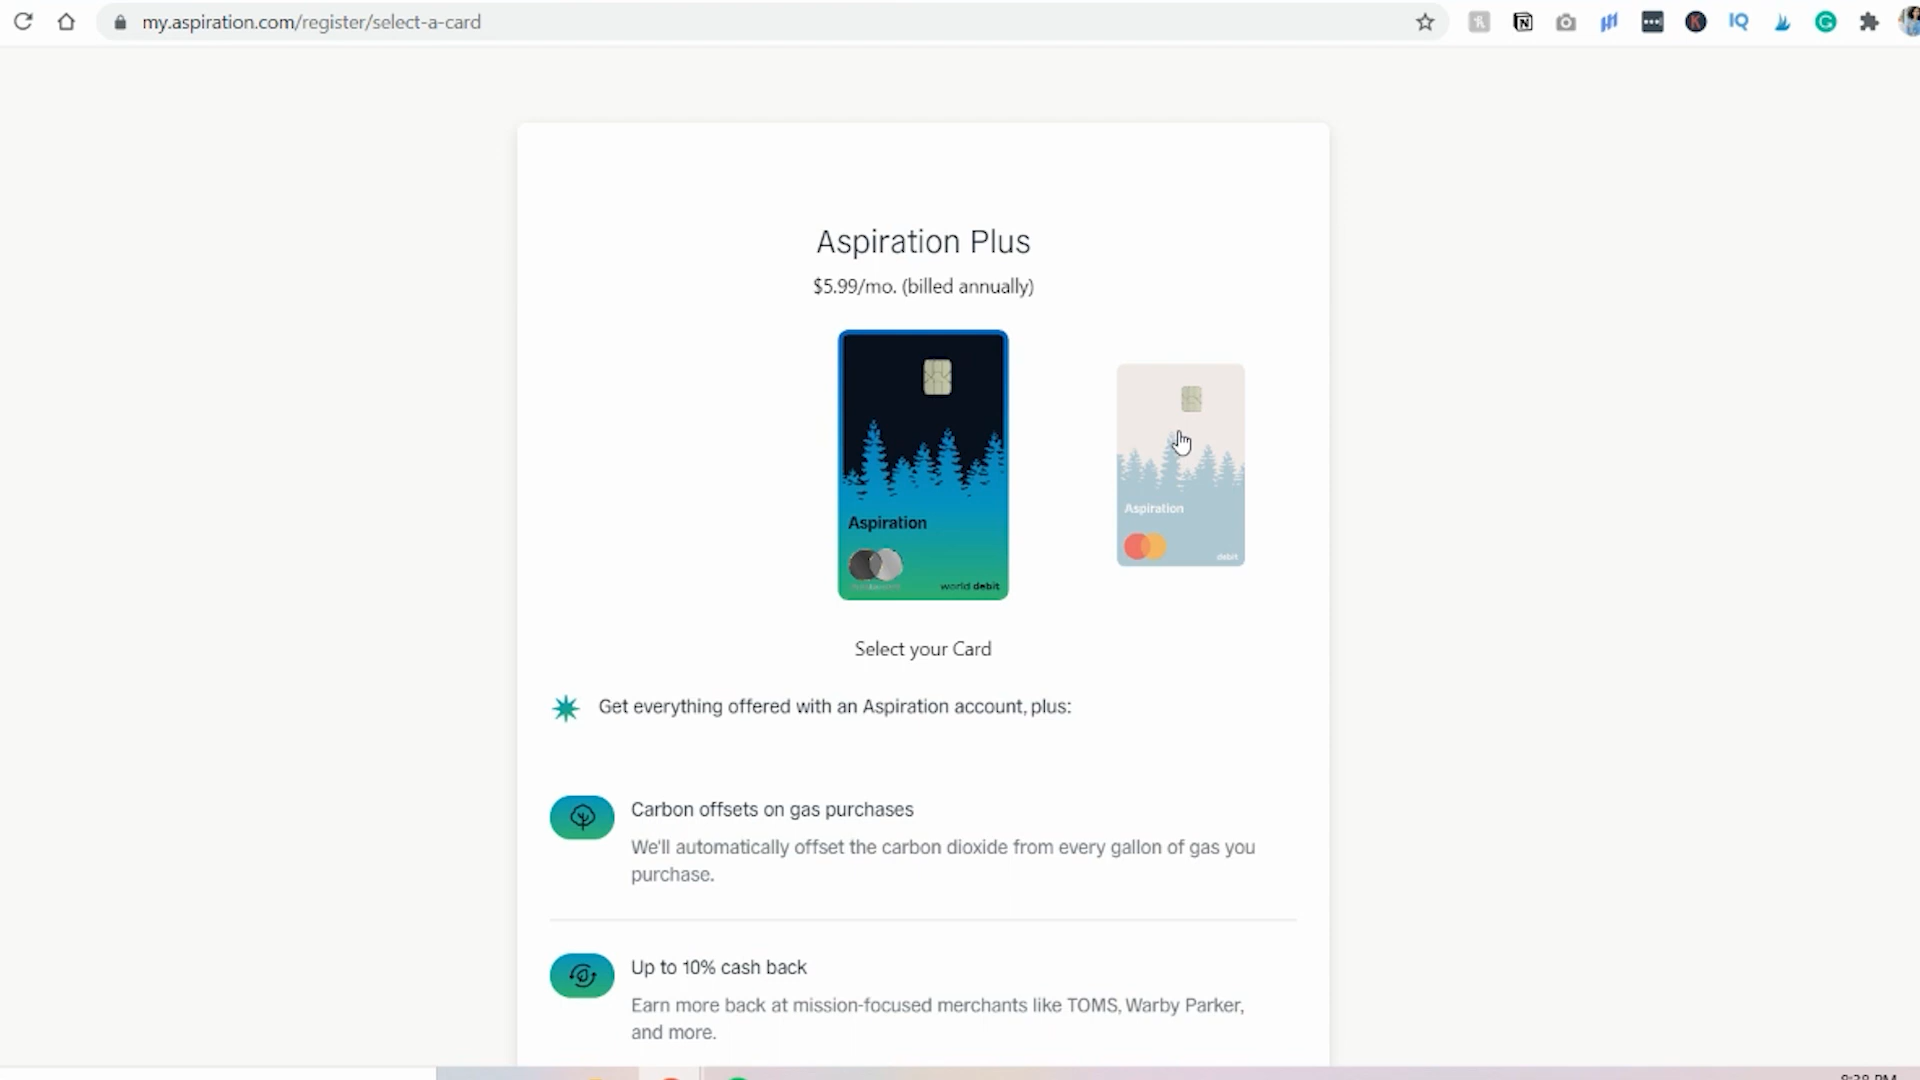 my.aspiration.com/register/select-a-card
IQ
Aspiration Plus
$5.99/mo. (billed annually)
Aspiration
world debit
Aspiration
debit
Select your Card
Get everything offered with an Aspiration account, plus:
Carbon offsets on gas purchases
We'll automatically offset the carbon dioxide from every gallon of gas you
purchase.
Up to 10% cash back
Earn more back at mission-focused merchants like TOMS, Warby Parker,
and more.